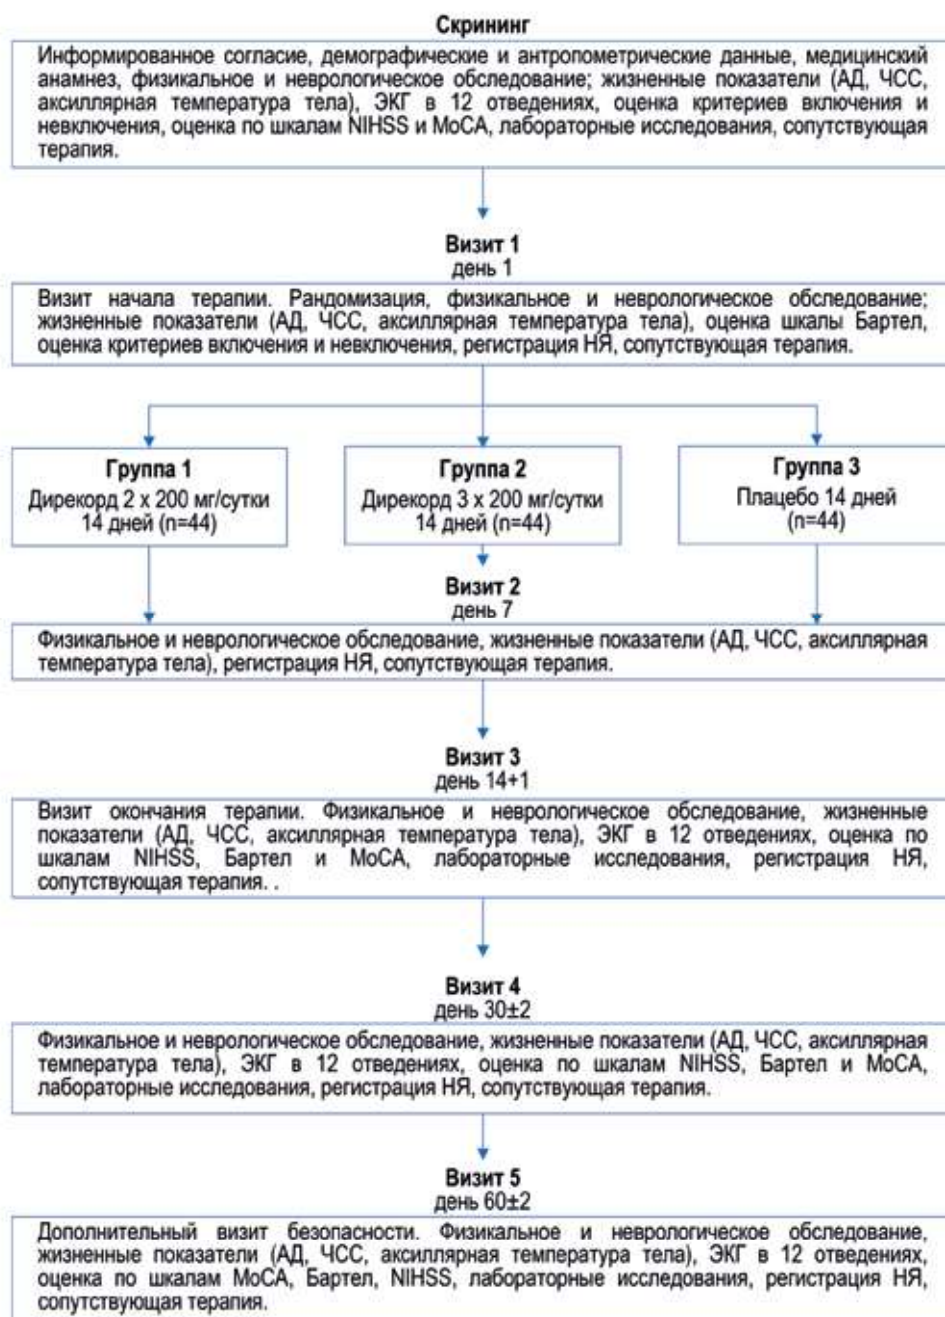 Скрининг
Информированное согласие, демографические и антропометрические данные, медицинский
анамнез, физикальное и неврологическое обследование; жизненные показатели (АД, ЧСС,
аксиллярная температура тела), ЭКГ в 12 отведениях, оценка критериев включения и
невключения, оценка по шкалам NIHSS и MoCA, лабораторные исследования, сопутствующая
терапия.
Визит 1
день 1
Визит начала терапии. Рандомизация, физикальное и неврологическое обследование;
жизненные показатели (АД, ЧСС, аксиллярная температура тела), оценка шкалы Бартел,
оценка критериев включения и невключения, регистрация НЯ, сопутствующая терапия.
Группа 1
Дирекорд 2 x 200 мг/сутки
14 дней (n=44)
Группа 2
Дирекорд 3 x 200 мг/сутки
14 дней (n=44)
Группа 3
Плацебо 14 дней
(n=44)
Визит 2
день 7
Физикальное и неврологическое обследование, жизненные показатели (АД, ЧСС, аксиллярная
температура тела), регистрация НЯ, сопутствующая терапия.
Визит 3
день 14+1
Визит окончания терапии. Физикальное и неврологическое обследование, жизненные
показатели (АД, ЧСС, аксиллярная температура тела), ЭКГ в 12 отведениях, оценка по
шкалам NIHSS, Бартел и MoCA, лабораторные исследования, регистрация НЯ,
сопутствующая терапия. .
Визит 4
день 30±2
Физикальное и неврологическое обследование, жизненные показатели (АД, ЧСС, аксиллярная
температура тела), ЭКГ в 12 отведениях, оценка по шкалам NIHSS, Бартел и MoCA,
лабораторные исследования, регистрация НЯ, сопутствующая терапия.
Визит 5
день 60±2
Дополнительный визит безопасности. Физикальное и неврологическое обследование,
жизненные показатели (АД, ЧСС, аксиллярная температура тела), ЭКГ в 12 отведениях,
оценка по шкалам MoCA, Бартел, NIHSS, лабораторные исследования, регистрация НЯ,
сопутствующая терапия.